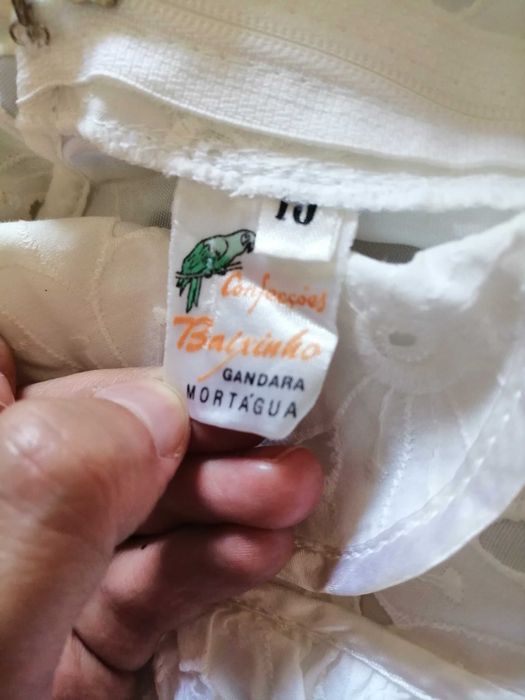 10
Confecções
Baixinho
GANDARA
MORTÁGUA